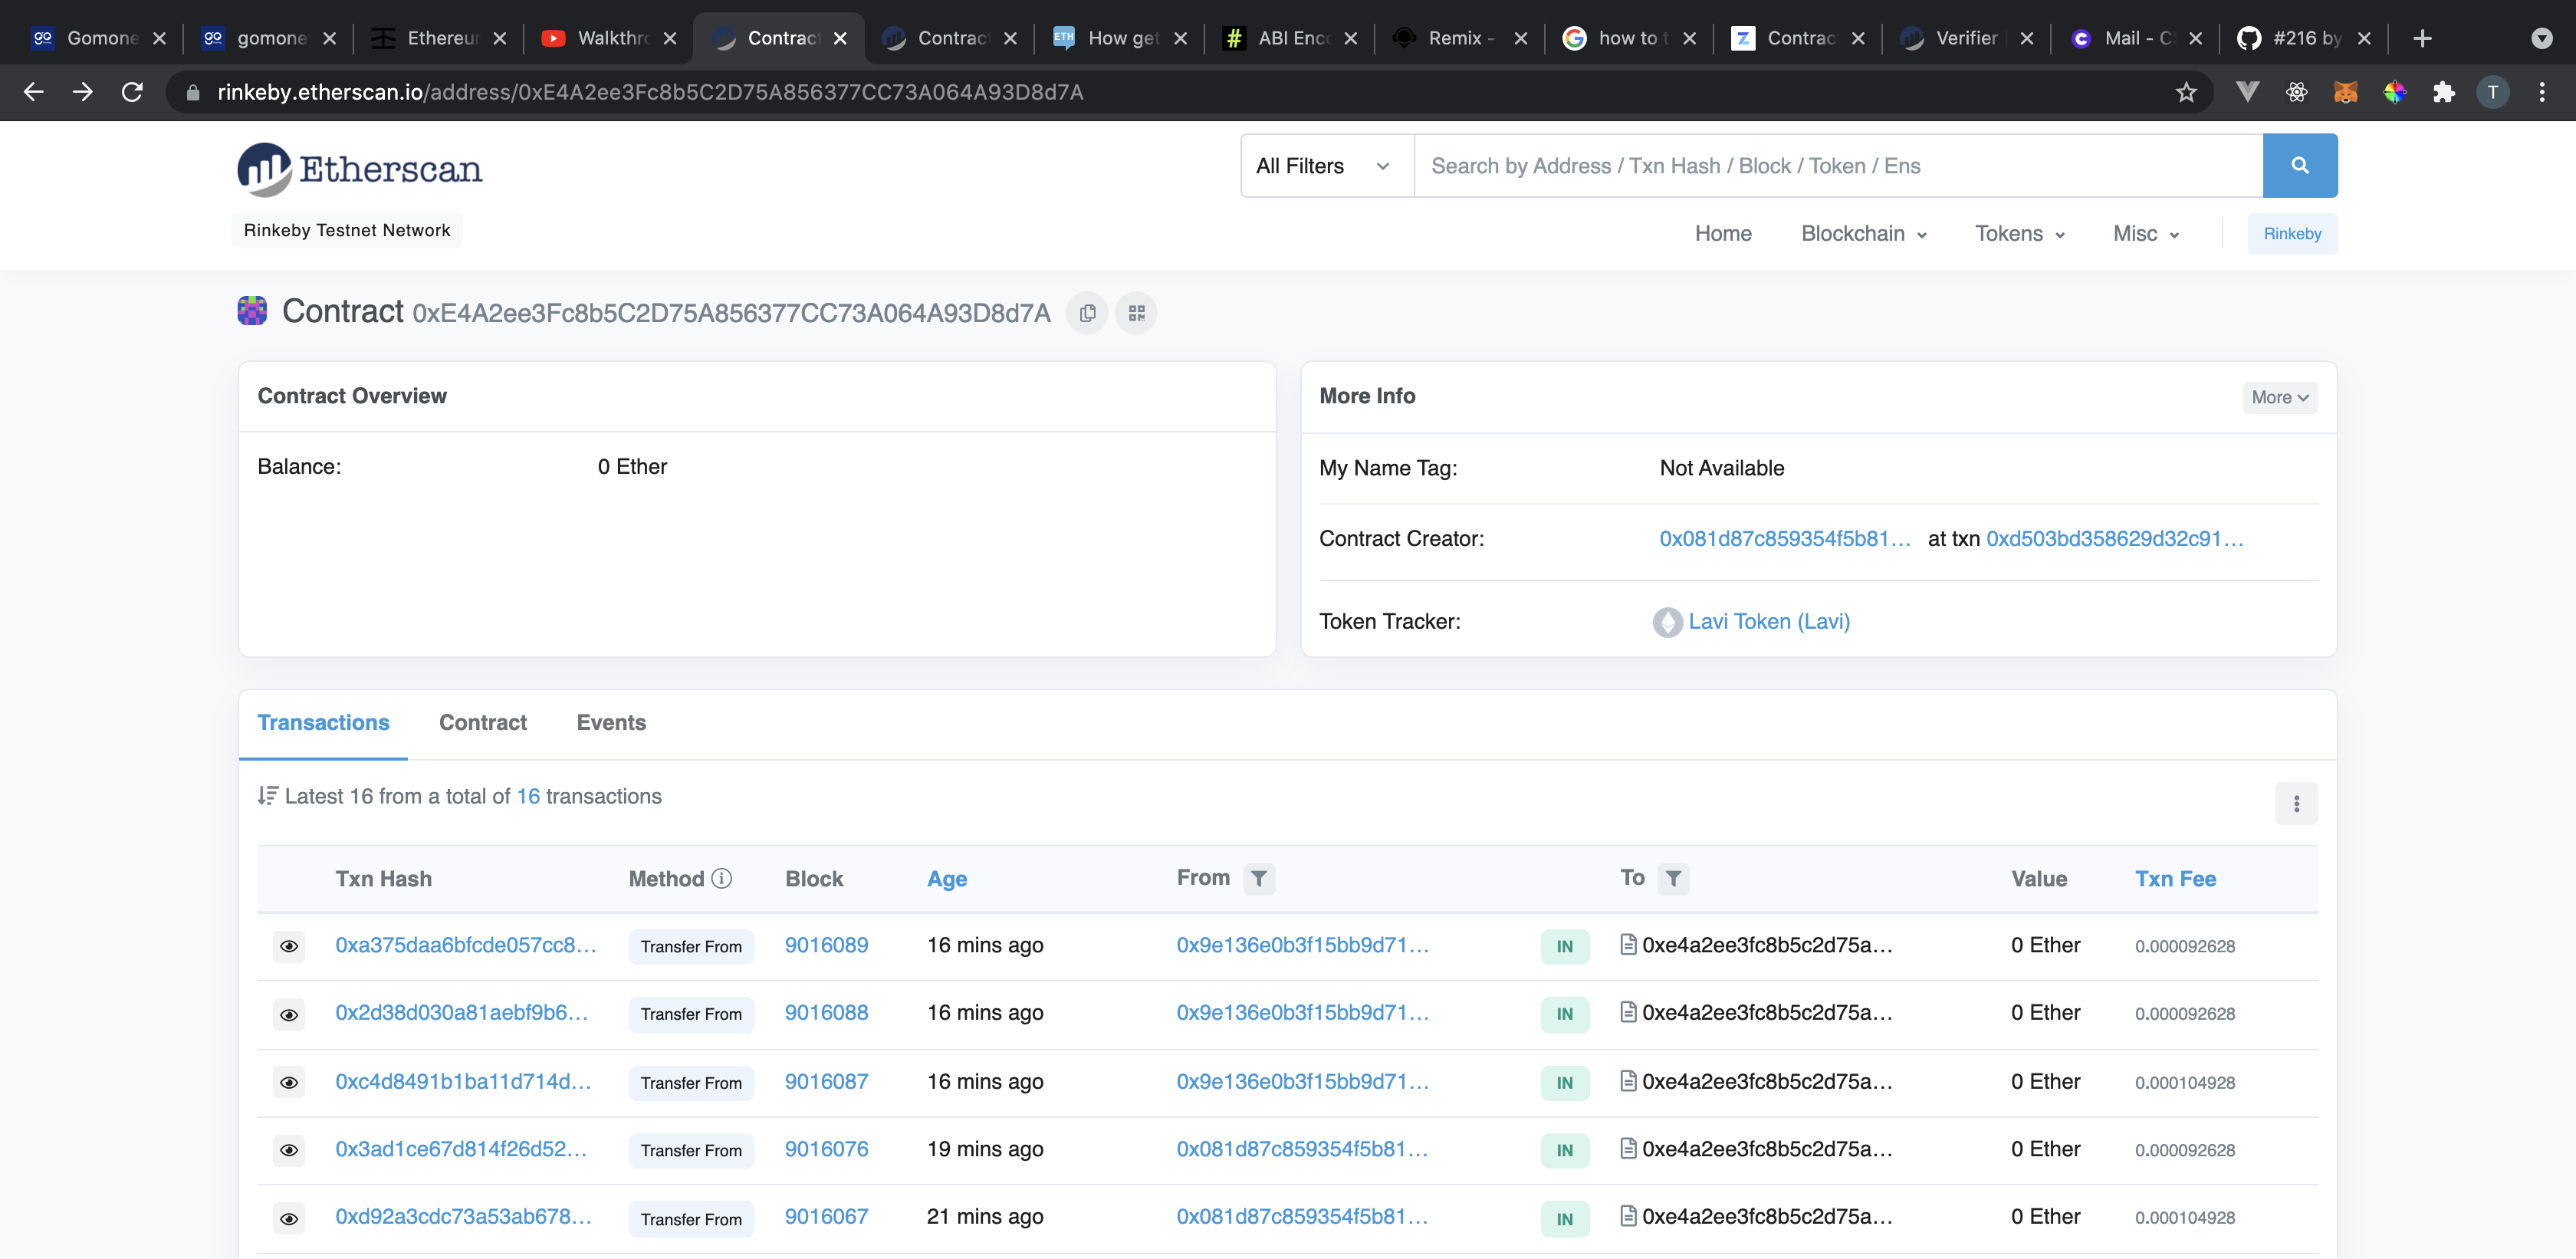 Gomone
gomone
Ethereur
Walkthro
Contrac
Contrac
ETH
How get
# ABI Enco
Remix -
how to t
Contrac
Verifier
Mail - C
#216 by
rinkeby.etherscan.io/address/0xE4A2ee3Fc8b5C2D75A856377CC73A064A93D8d7A
T
Etherscan
All Filters
Search by Address / Txn Hash / Block / Token / Ens
Rinkeby Testnet Network
Home Blockchain Tokens Misc Rinkeby
Contract 0xE4A2ee3Fc8b5C2D75A856377CC73A064A93D8d7A
Contract Overview
Balance: 0 Ether
More Info
More
My Name Tag: Not Available
Contract Creator: 0x081d87c859354f5b81... at txn 0xd503bd358629d32c91...
Token Tracker: Lavi Token (Lavi)
Transactions Contract Events
Latest 16 from a total of 16 transactions
Txn Hash Method Block Age From To Value Txn Fee
0xa375daa6bfcde057cc8... Transfer From 9016089 16 mins ago 0x9e136e0b3f15bb9d71... IN 0xe4a2ee3fc8b5c2d75a... 0 Ether 0.000092628
0x2d38d030a81aebf9b6... Transfer From 9016088 16 mins ago 0x9e136e0b3f15bb9d71... IN 0xe4a2ee3fc8b5c2d75a... 0 Ether 0.000092628
0xc4d8491b1ba11d714d... Transfer From 9016087 16 mins ago 0x9e136e0b3f15bb9d71... IN 0xe4a2ee3fc8b5c2d75a... 0 Ether 0.000104928
0x3ad1ce67d814f26d52... Transfer From 9016076 19 mins ago 0x081d87c859354f5b81... IN 0xe4a2ee3fc8b5c2d75a... 0 Ether 0.000092628
0xd92a3cdc73a53ab678... Transfer From 9016067 21 mins ago 0x081d87c859354f5b81... IN 0xe4a2ee3fc8b5c2d75a... 0 Ether 0.000104928